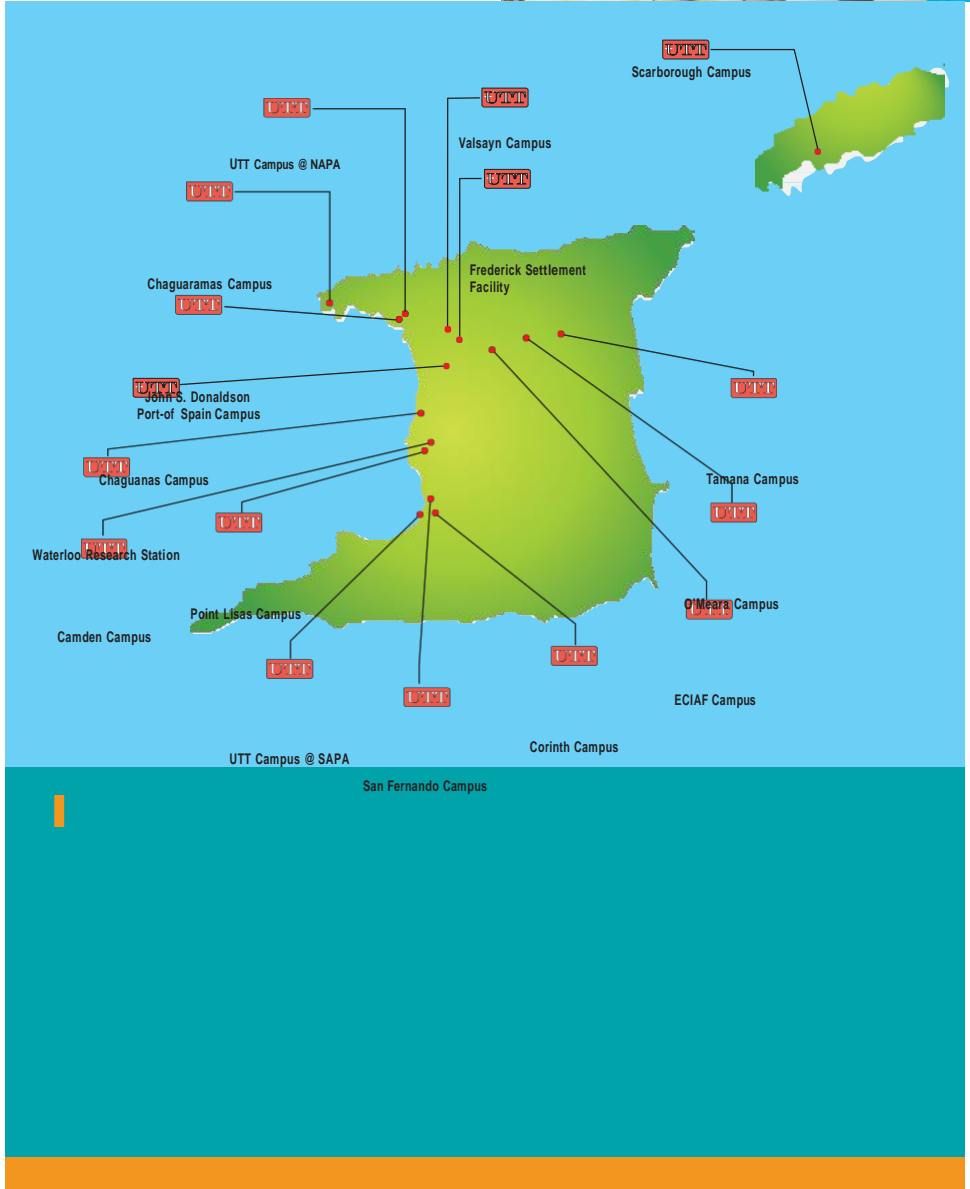 UTT
Scarborough Campus
UTT
Valsayn Campus
UTT
UTT Campus @ NAPA
UTT
Frederick Settlement
Facility
UTT
Chaguaramas Campus
UTT
John S. Donaldson
Port-of Spain Campus
UTT
Chaguanas Campus
UTT
Waterloo Research Station
UTT
Camden Campus
UTT
Point Lisas Campus
UTT
Tamana Campus
UTT
O'Meara Campus
UTT
ECIAF Campus
UTT
Corinth Campus
UTT
UTT Campus @ SAPA
UTT
San Fernando Campus
UTT